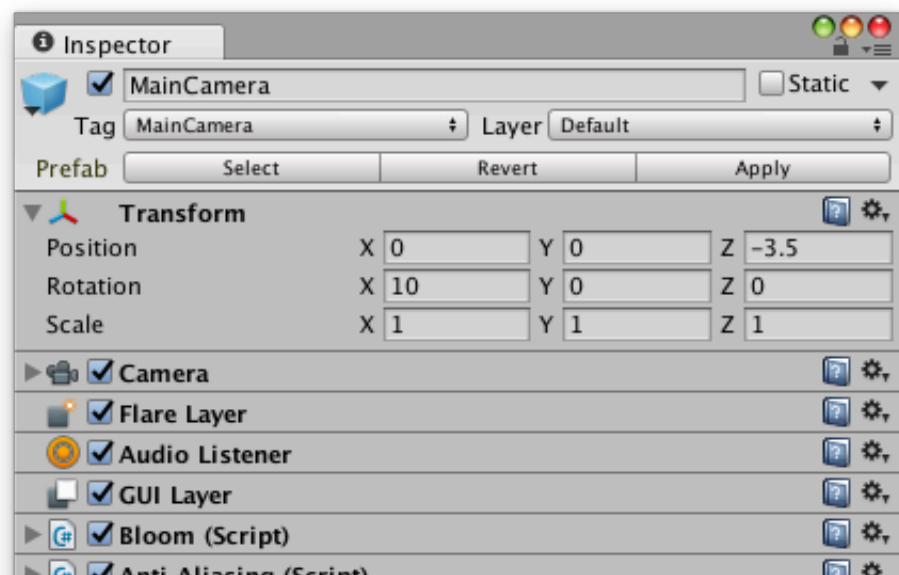 Inspector
MainCamera Static
Tag MainCamera Layer Default
Prefab Select Revert Apply
Transform
Position X 0 Y 0 Z -3.5
Rotation X 10 Y 0 Z 0
Scale X 1 Y 1 Z 1
Camera
Flare Layer
Audio Listener
GUI Layer
Bloom (Script)
Anti Aliasing (Script)